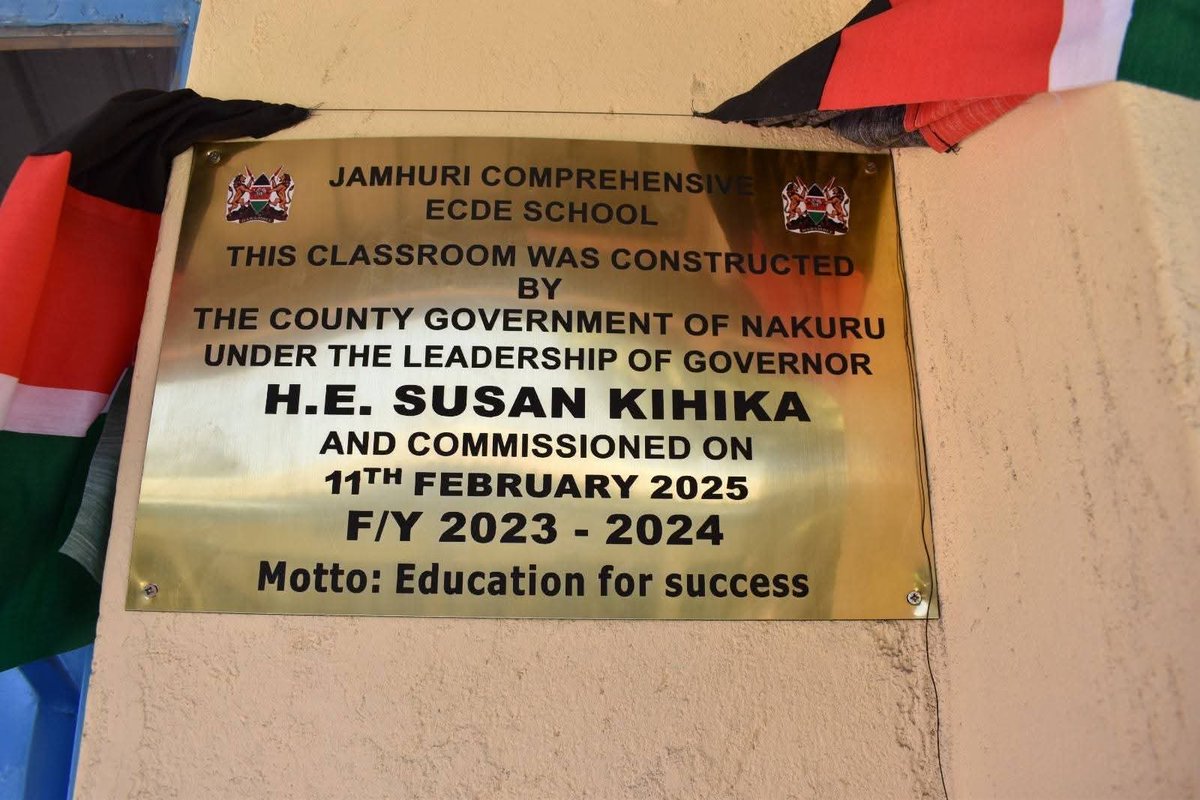 JAMHURI COMPREHENSIVE
ECDE SCHOOL
THIS CLASSROOM WAS CONSTRUCTED
BY
THE COUNTY GOVERNMENT OF NAKURU
UNDER THE LEADERSHIP OF GOVERNOR
H.E. SUSAN KIHIKA
AND COMMISSIONED ON
11TH FEBRUARY 2025
F/Y 2023 - 2024
Motto: Education for success